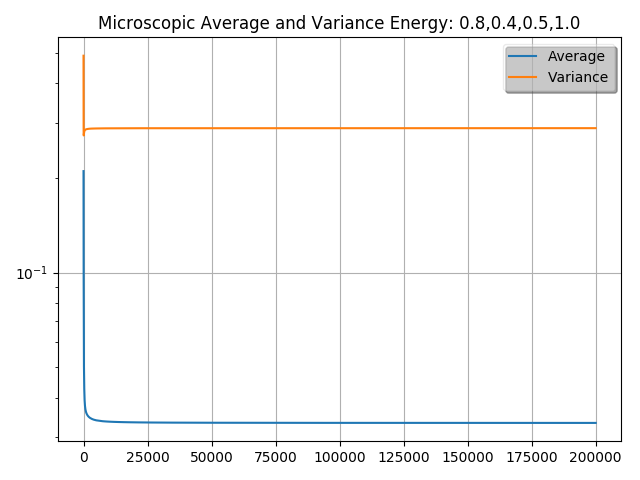 Microscopic Average and Variance Energy: 0.8,0.4,0.5,1.0
Average
Variance
10⁻¹
0 25000 50000 75000 100000 125000 150000 175000 200000